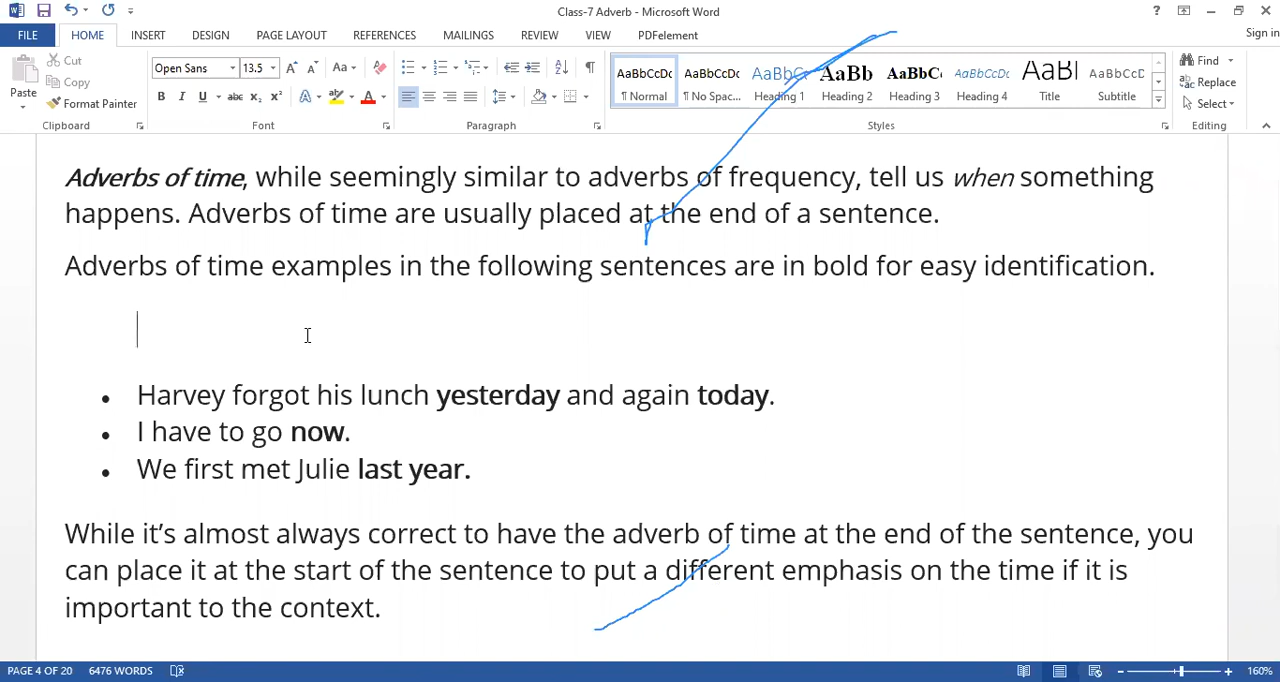 Class-7 Adverb - Microsoft Word
?
Sign in
FILE HOME INSERT DESIGN PAGE LAYOUT REFERENCES MAILINGS REVIEW VIEW PDFelement
Paste
Cut
Copy
Format Painter
Clipboard
Open Sans 13.5
Font
Paragraph
AaBbCcDc AaBbCcDc AaBbC AaBb AaBbC AaBbCcDc AaBl AaBbCcD
¶ Normal ¶ No Spac... Heading 1 Heading 2 Heading 3 Heading 4 Title Subtitle
Styles
Find
Replace
Select
Editing
Adverbs of time, while seemingly similar to adverbs of frequency, tell us when something
happens. Adverbs of time are usually placed at the end of a sentence.
Adverbs of time examples in the following sentences are in bold for easy identification.
• Harvey forgot his lunch yesterday and again today.
• I have to go now.
• We first met Julie last year.
While it’s almost always correct to have the adverb of time at the end of the sentence, you
can place it at the start of the sentence to put a different emphasis on the time if it is
important to the context.
PAGE 4 OF 20 6476 WORDS 160%